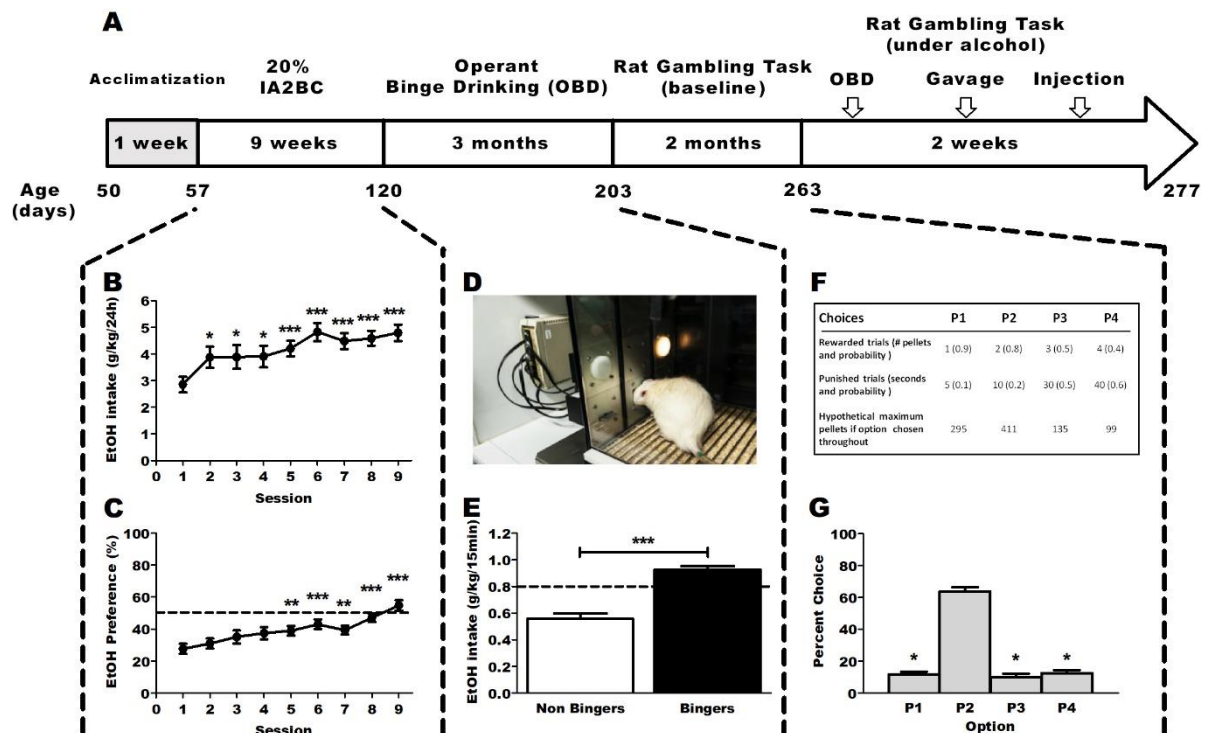 A
Acclimatization
20%
IA2BC
Operant
Binge Drinking (OBD)
Rat Gambling Task
(baseline)
Rat Gambling Task
(under alcohol)
OBD Gavage Injection
1 week 9 weeks 3 months 2 months 2 weeks
Age
(days)
50 57 120 203 263 277
B
EtOH intake (g/kg/24h)
6
5
4
3
2
1
0
* * * *** *** *** *** ***
0 1 2 3 4 5 6 7 8 9
Session
C
EtOH Preference (%)
100
80
60
40
20
0
** *** ** *** ***
0 1 2 3 4 5 6 7 8 9
Session
D
E
EtOH intake (g/kg/15min)
1.2
1.0
0.8
0.6
0.4
0.2
0.0
***
Non Bingers Bingers
F
Choices P1 P2 P3 P4
Rewarded trials (# pellets
and probability )
1 (0.9) 2 (0.8) 3 (0.5) 4 (0.4)
Punished trials (seconds
and probability )
5 (0.1) 10 (0.2) 30 (0.5) 40 (0.6)
Hypothetical maximum
pellets if option chosen
throughout
295 411 135 99
G
Percent Choice
100
80
60
40
20
0
* * *
P1 P2 P3 P4
Option